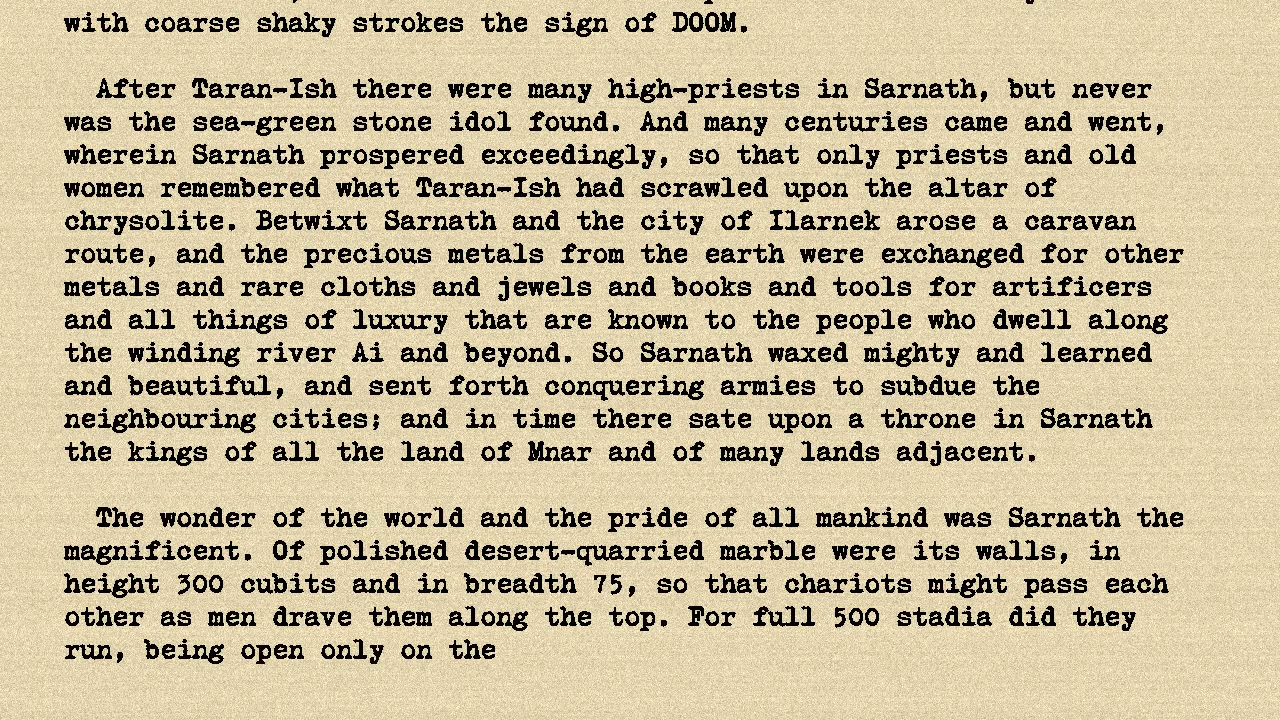 with coarse shaky strokes the sign of DOOM.
After Taran-Ish there were many high-priests in Sarnath, but never
was the sea-green stone idol found. And many centuries came and went,
wherein Sarnath prospered exceedingly, so that only priests and old
women remembered what Taran-Ish had scrawled upon the altar of
chrysolite. Betwixt Sarnath and the city of Ilarnek arose a caravan
route, and the precious metals from the earth were exchanged for other
metals and rare cloths and jewels and books and tools for artificers
and all things of luxury that are known to the people who dwell along
the winding river Ai and beyond. So Sarnath waxed mighty and learned
and beautiful, and sent forth conquering armies to subdue the
neighbouring cities; and in time there sate upon a throne in Sarnath
the kings of all the land of Mnar and of many lands adjacent.
The wonder of the world and the pride of all mankind was Sarnath the
magnificent. Of polished desert-quarried marble were its walls, in
height 300 cubits and in breadth 75, so that chariots might pass each
other as men drave them along the top. For full 500 stadia did they
run, being open only on the